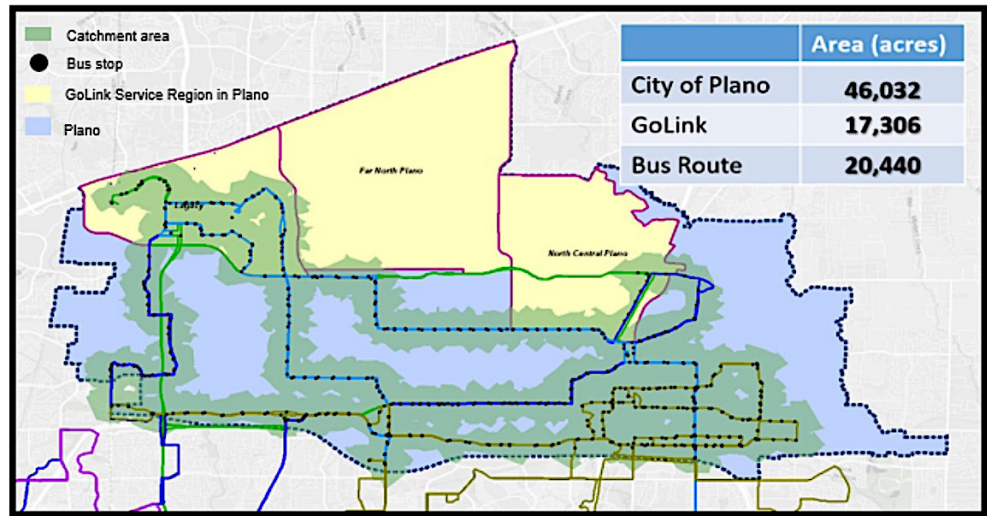 Catchment area
Bus stop
GoLink Service Region in Plano
Plano
Area (acres)
City of Plano 46,032
GoLink 17,306
Bus Route 20,440
Far North Plano
Legacy
North Central Plano